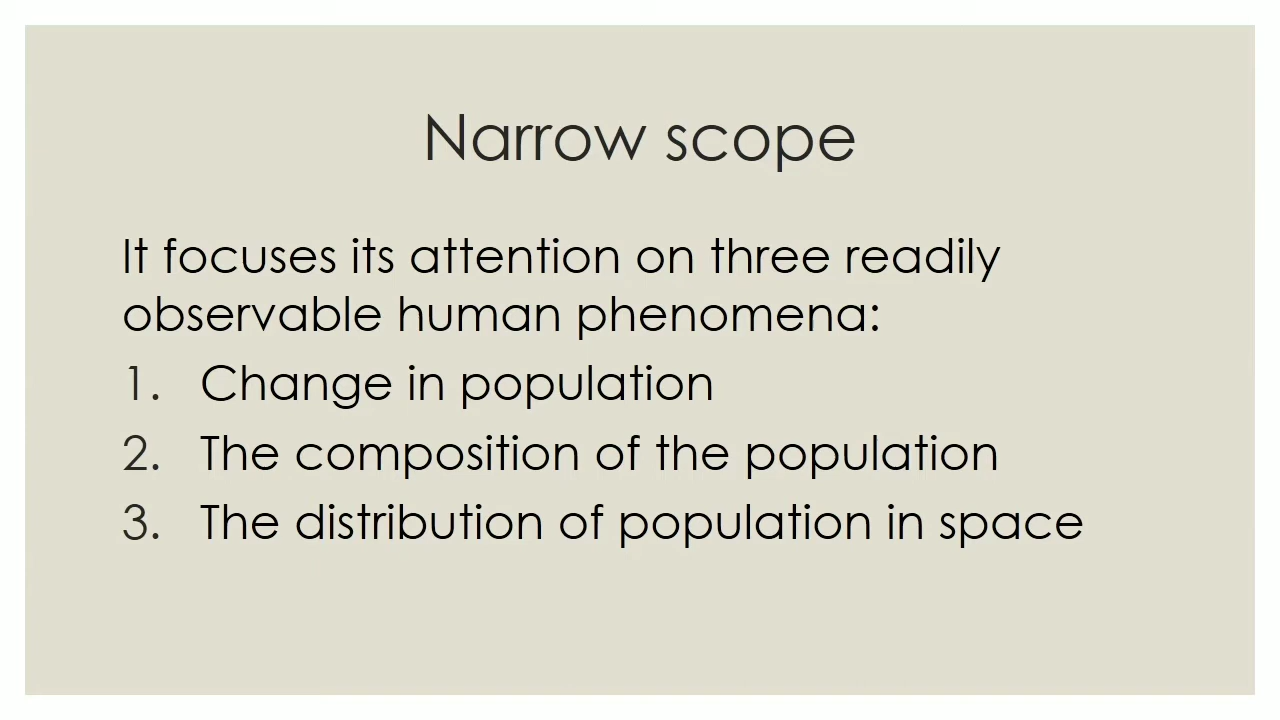 Narrow scope
It focuses its attention on three readily
observable human phenomena:
1. Change in population
2. The composition of the population
3. The distribution of population in space